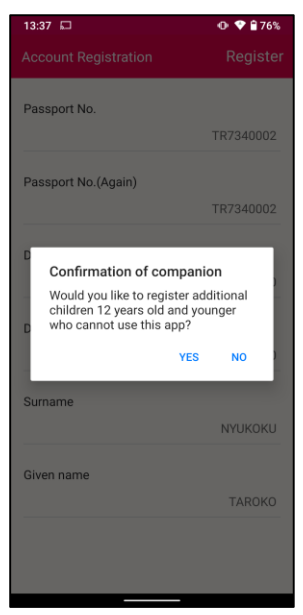 13:37 76%
Account Registration Register
Passport No.
TR7340002
Passport No.(Again)
TR7340002
D
Confirmation of companion
Would you like to register additional
children 12 years old and younger
who cannot use this app?
D
YES NO
Surname
NYUKOKU
Given name
TAROKO